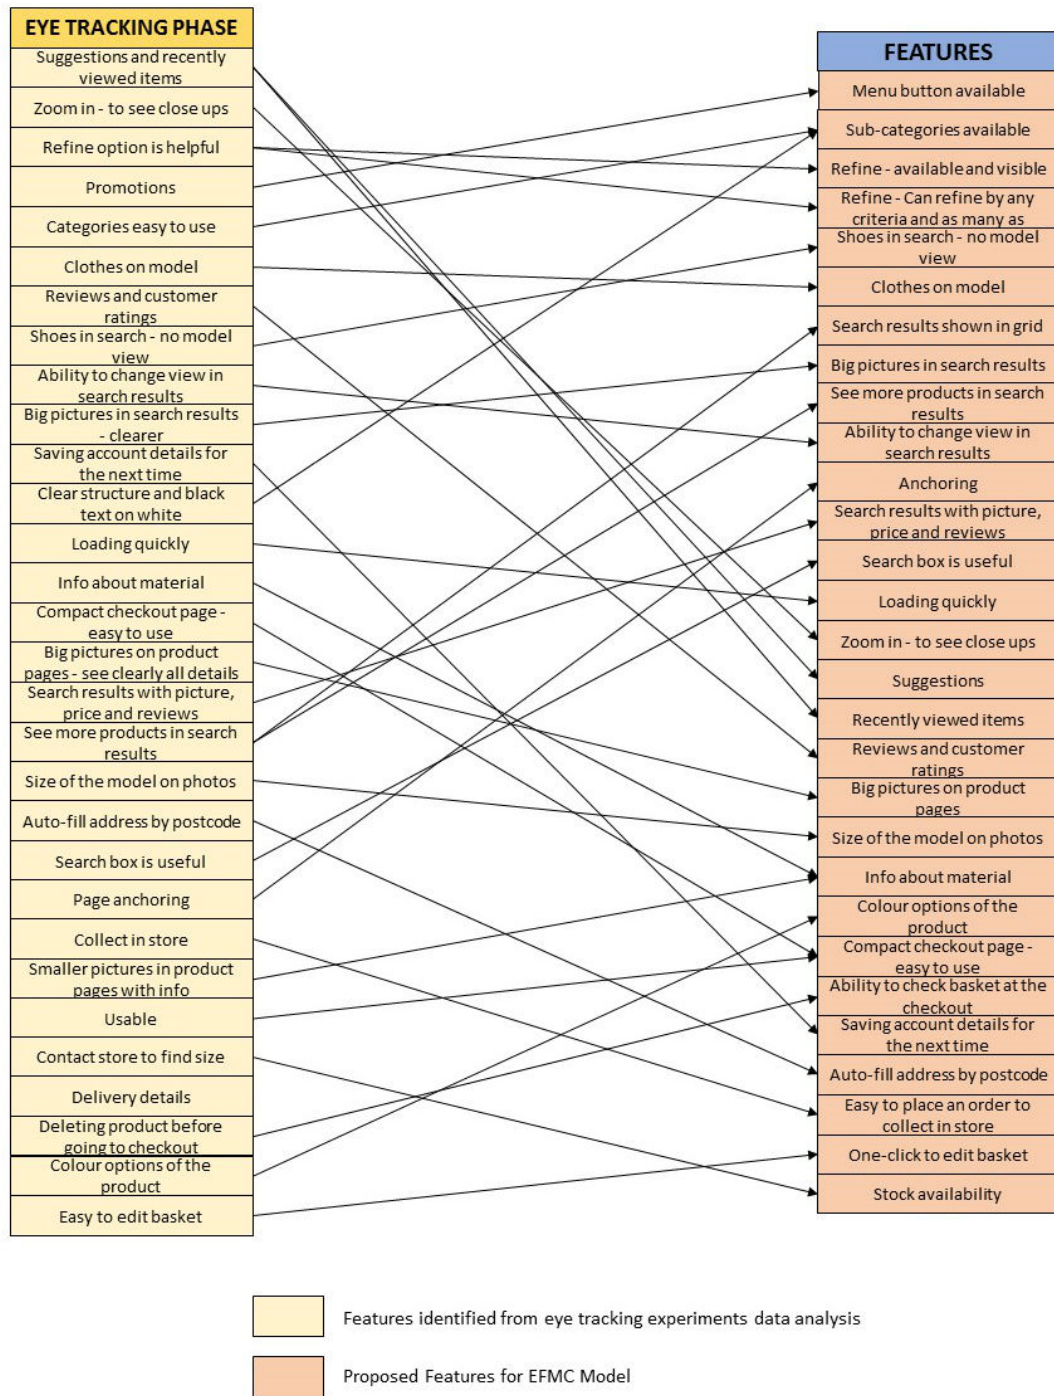 EYE TRACKING PHASE
Suggestions and recently
viewed items
Zoom in - to see close ups
Refine option is helpful
Promotions
Categories easy to use
Clothes on model
Reviews and customer
ratings
Shoes in search - no model
view
Ability to change view in
search results
Big pictures in search results
- clearer
Saving account details for
the next time
Clear structure and black
text on white
Loading quickly
Info about material
Compact checkout page -
easy to use
Big pictures on product
pages - see clearly all details
Search results with picture,
price and reviews
See more products in search
results
Size of the model on photos
Auto-fill address by postcode
Search box is useful
Page anchoring
Collect in store
Smaller pictures in product
pages with info
Usable
Contact store to find size
Delivery details
Deleting product before
going to checkout
Colour options of the
product
Easy to edit basket
FEATURES
Menu button available
Sub-categories available
Refine - available and visible
Refine - Can refine by any
criteria and as many as
Shoes in search - no model
view
Clothes on model
Search results shown in grid
Big pictures in search results
See more products in search
results
Ability to change view in
search results
Anchoring
Search results with picture,
price and reviews
Search box is useful
Loading quickly
Zoom in - to see close ups
Suggestions
Recently viewed items
Reviews and customer
ratings
Big pictures on product
pages
Size of the model on photos
Info about material
Colour options of the
product
Compact checkout page -
easy to use
Ability to check basket at the
checkout
Saving account details for
the next time
Auto-fill address by postcode
Easy to place an order to
collect in store
One-click to edit basket
Stock availability
Features identified from eye tracking experiments data analysis
Proposed Features for EFMC Model